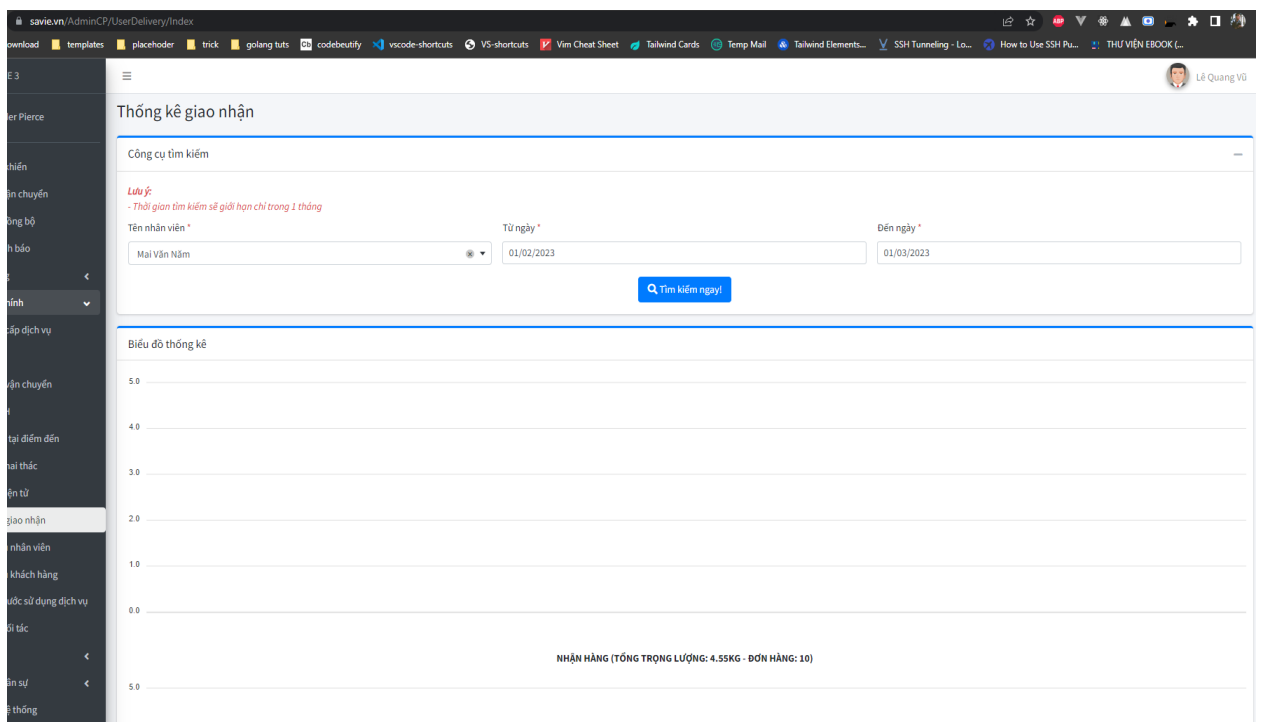 savie.vn/AdminCP/UserDelivery/Index
ownload templates placehoder trick golang tuts codebeutify vscode-shortcuts VS-shortcuts Vim Cheat Sheet Tailwind Cards Temp Mail Tailwind Elements... SSH Tunneling - Lo... How to Use SSH Pu... THƯ VIỆN EBOOK (...
E 3
Lê Quang Vũ
ler Pierce
Thống kê giao nhận
Công cụ tìm kiếm
khiển
ận chuyển
Lưu ý:
- Thời gian tìm kiếm sẽ giới hạn chỉ trong 1 tháng
ồng bộ
Tên nhân viên * Từ ngày * Đến ngày *
h báo
Mai Văn Năm 01/02/2023 01/03/2023
Tìm kiếm ngay!
hính
cấp dịch vụ
Biểu đồ thống kê
vận chuyển
H
tại điểm đến
hai thác
ện tử
giao nhận
nhân viên
khách hàng
ước sử dụng dịch vụ
ối tác
ân sự
ệ thống
5.0
4.0
3.0
2.0
1.0
0.0
NHẬN HÀNG (TỔNG TRỌNG LƯỢNG: 4.55KG - ĐƠN HÀNG: 10)
5.0